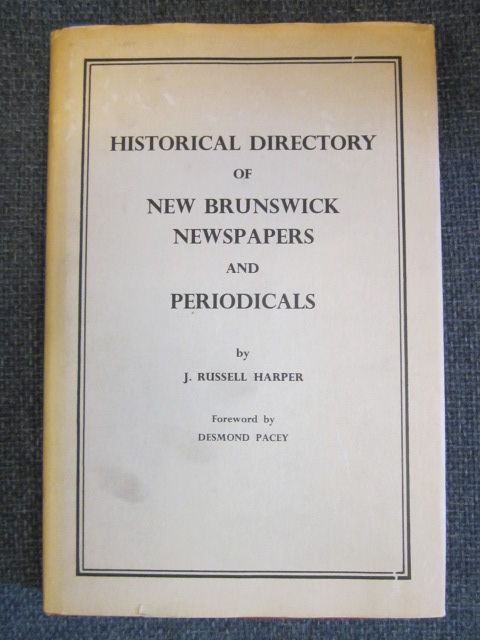 HISTORICAL DIRECTORY
OF
NEW BRUNSWICK
NEWSPAPERS
AND
PERIODICALS
by
J. RUSSELL HARPER
Foreword by
DESMOND PACEY